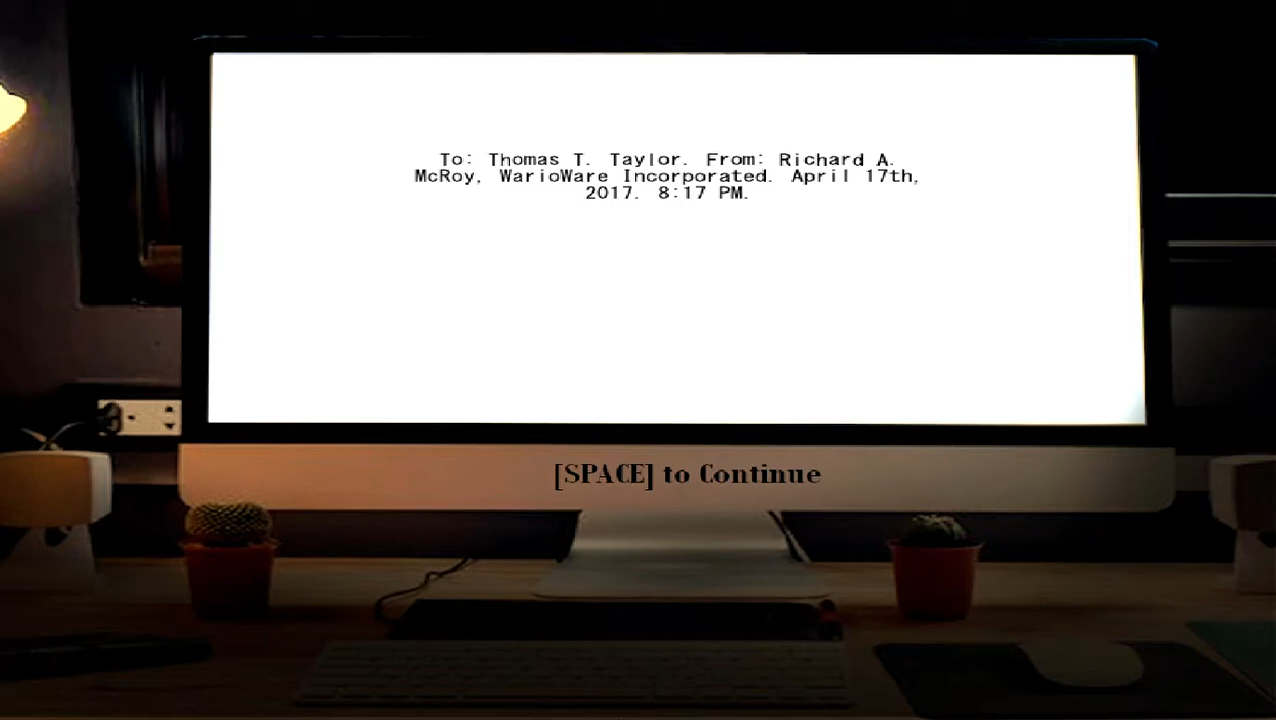 To: Thomas T. Taylor. From: Richard A.
McRoy, WarioWare Incorporated. April 17th,
2017. 8:17 PM.
[SPACE] to Continue